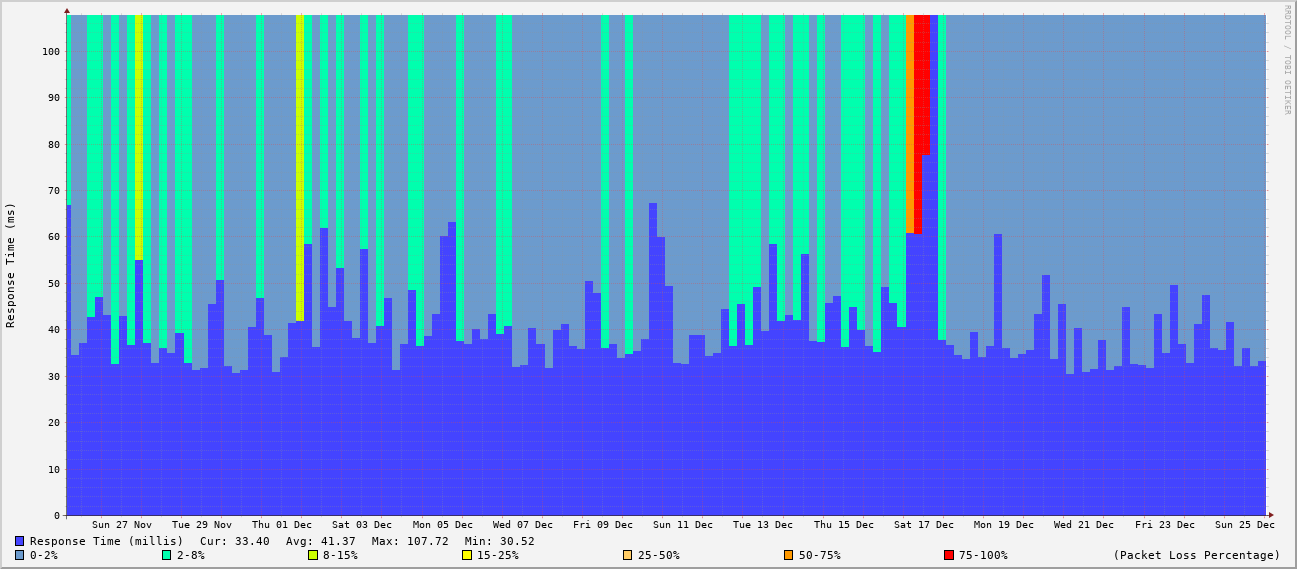 RRDTOOL / TOBI OETIKER
Response Time (ms)
100
90
80
70
60
50
40
30
20
10
0
Sun 27 Nov Tue 29 Nov Thu 01 Dec Sat 03 Dec Mon 05 Dec Wed 07 Dec Fri 09 Dec Sun 11 Dec Tue 13 Dec Thu 15 Dec Sat 17 Dec Mon 19 Dec Wed 21 Dec Fri 23 Dec Sun 25 Dec
Response Time (millis) Cur: 33.40 Avg: 41.37 Max: 107.72 Min: 30.52
0-2% 2-8% 8-15% 15-25% 25-50% 50-75% 75-100% (Packet Loss Percentage)